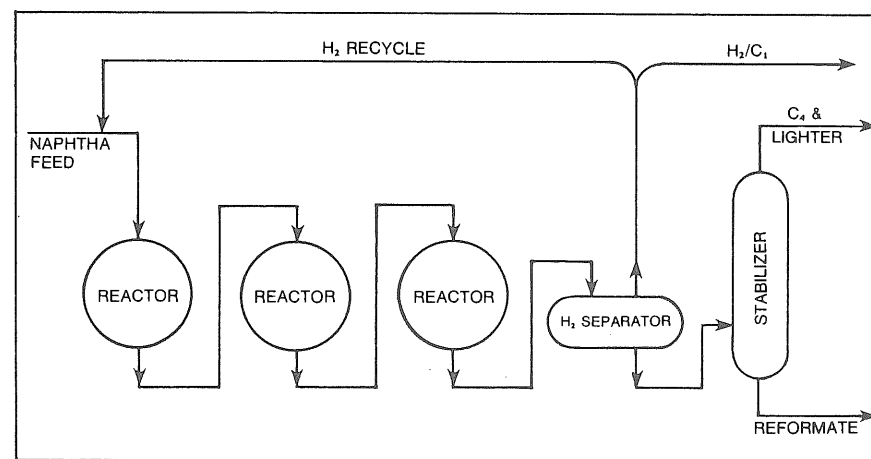 H₂ RECYCLE
H₂/C₁
C₄ &
LIGHTER
NAPHTHA
FEED
REACTOR
REACTOR
REACTOR
H₂ SEPARATOR
STABILIZER
REFORMATE